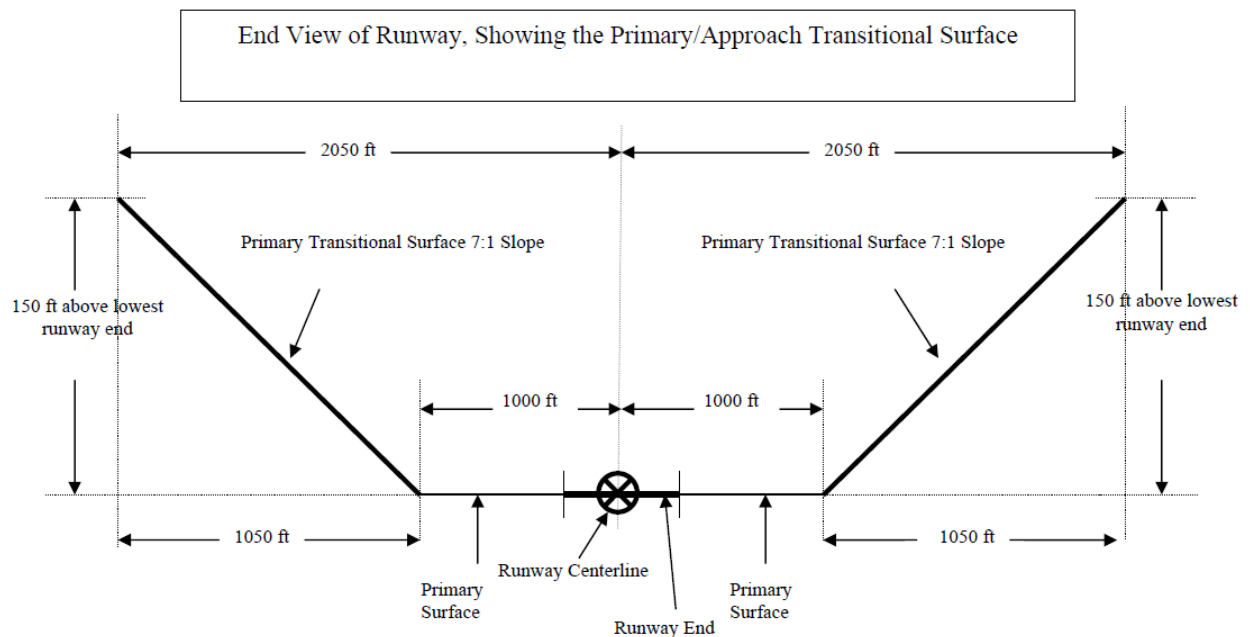 End View of Runway, Showing the Primary/Approach Transitional Surface
2050 ft
2050 ft
Primary Transitional Surface 7:1 Slope
Primary Transitional Surface 7:1 Slope
150 ft above lowest
runway end
150 ft above lowest
runway end
1000 ft
1000 ft
1050 ft
1050 ft
Runway Centerline
Primary
Surface
Primary
Surface
Runway End